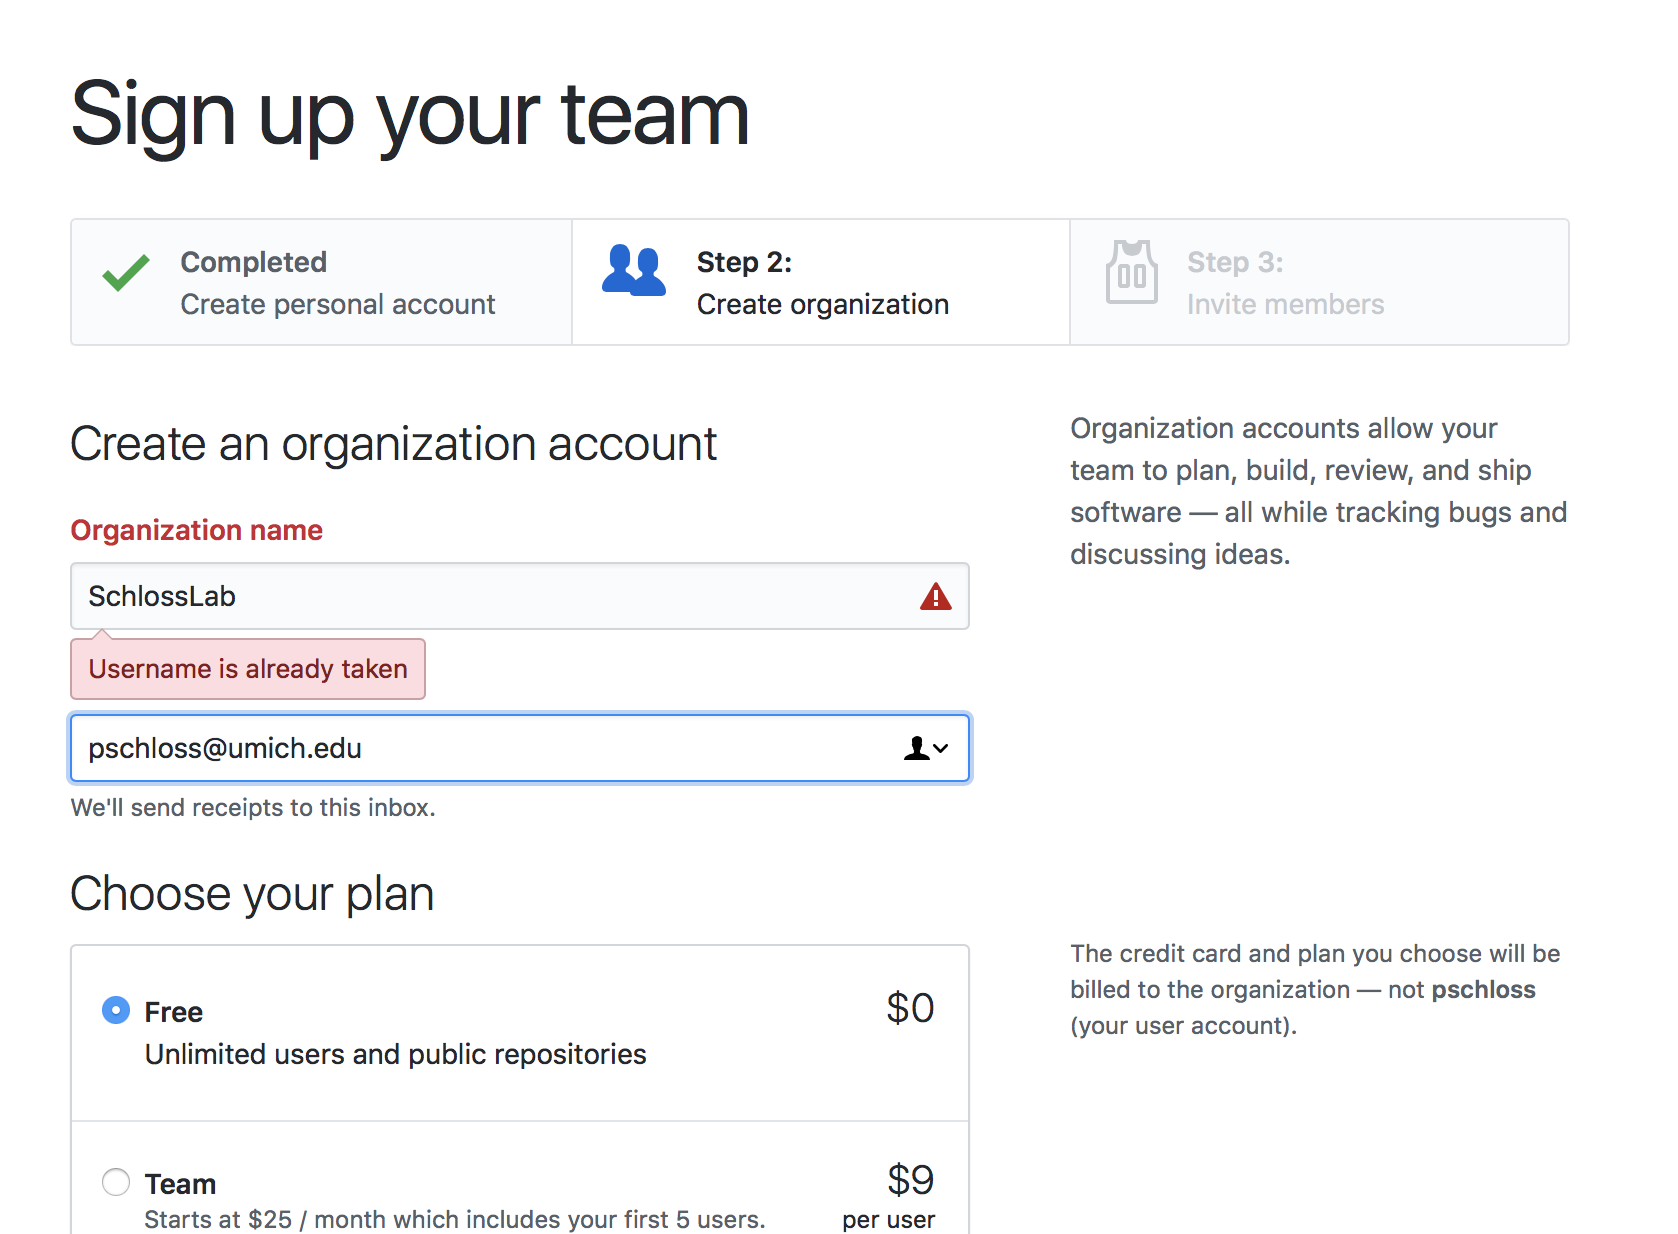 Sign up your team
Completed
Create personal account
Step 2:
Create organization
Step 3:
Invite members
Create an organization account
Organization accounts allow your
team to plan, build, review, and ship
software — all while tracking bugs and
discussing ideas.
Organization name
SchlossLab
Username is already taken
pschloss@umich.edu
We'll send receipts to this inbox.
Choose your plan
The credit card and plan you choose will be
billed to the organization — not pschloss
(your user account).
Free
$0
Unlimited users and public repositories
Team
$9
Starts at $25 / month which includes your first 5 users.
per user